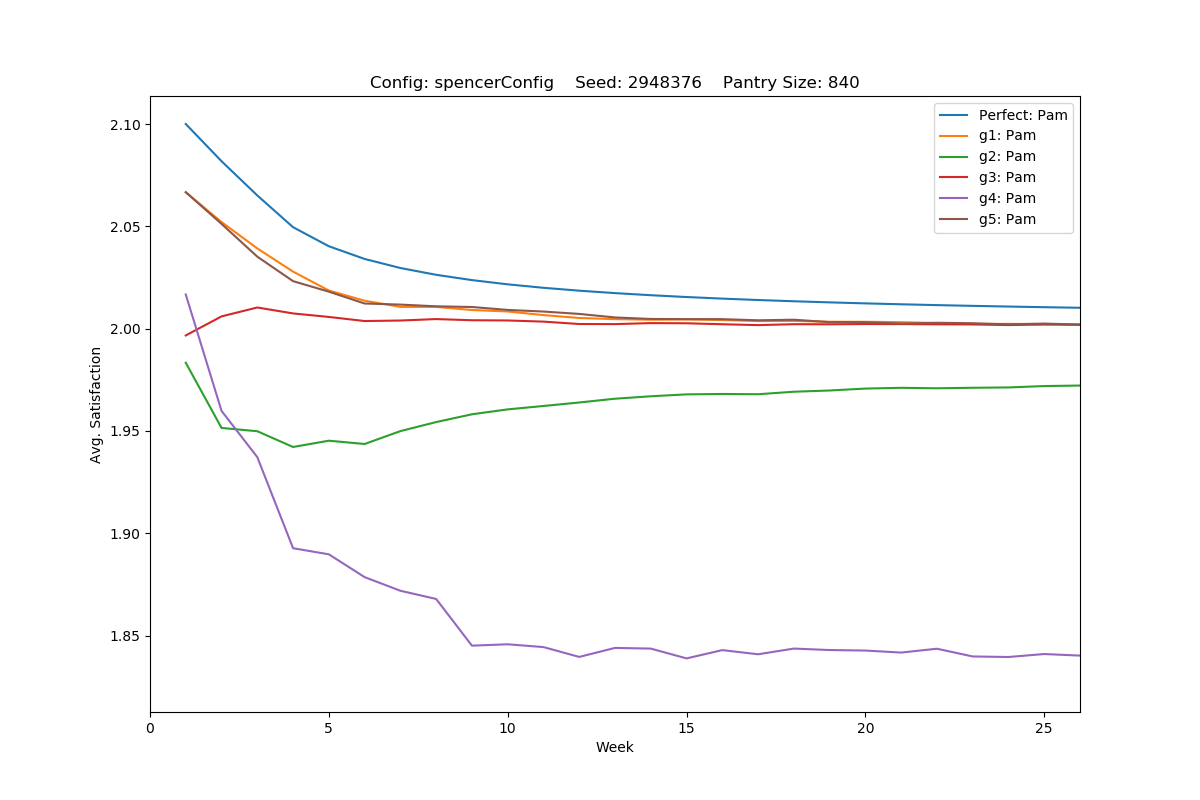 Config: spencerConfig    Seed: 2948376    Pantry Size: 840
Perfect: Pam
g1: Pam
g2: Pam
g3: Pam
g4: Pam
g5: Pam
2.10
2.05
2.00
1.95
1.90
1.85
Avg. Satisfaction
0 5 10 15 20 25
Week